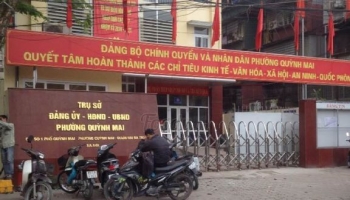 ĐẢNG BỘ CHÍNH QUYỀN VÀ NHÂN DÂN PHƯỜNG QUỲNH MAI
QUYẾT TÂM HOÀN THÀNH CÁC CHỈ TIÊU KINH TẾ-VĂN HÓA-XÃ HỘI-AN NINH-QUỐC PHÒN
TRỤ SỞ
ĐẢNG ỦY - HĐND - UBND
PHƯỜNG QUỲNH MAI